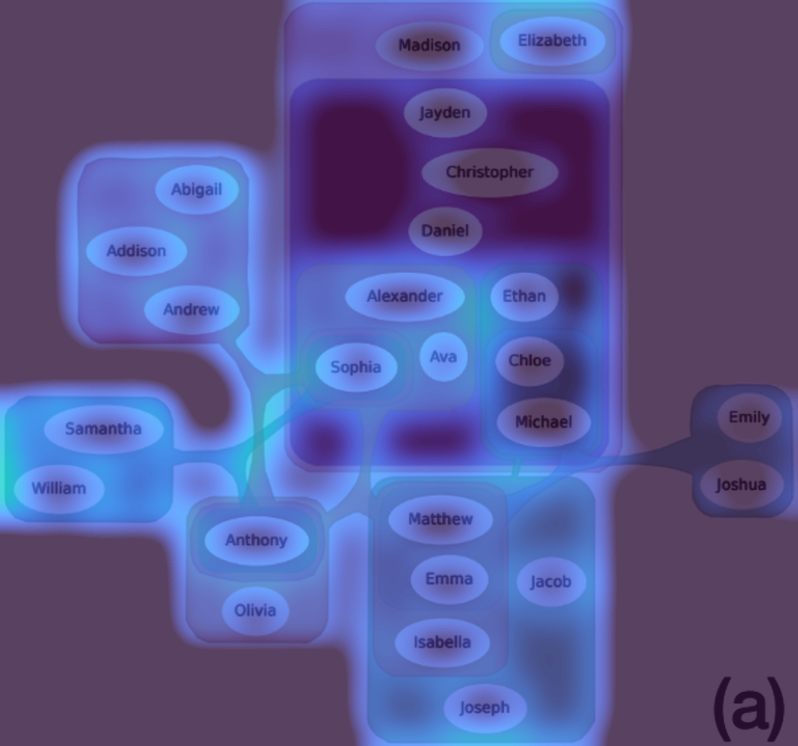 Madison
Elizabeth
Jayden
Christopher
Daniel
Abigail
Addison
Andrew
Alexander
Ethan
Sophia
Ava
Chloe
Michael
Samantha
William
Emily
Joshua
Anthony
Olivia
Matthew
Emma
Jacob
Isabella
Joseph
(a)